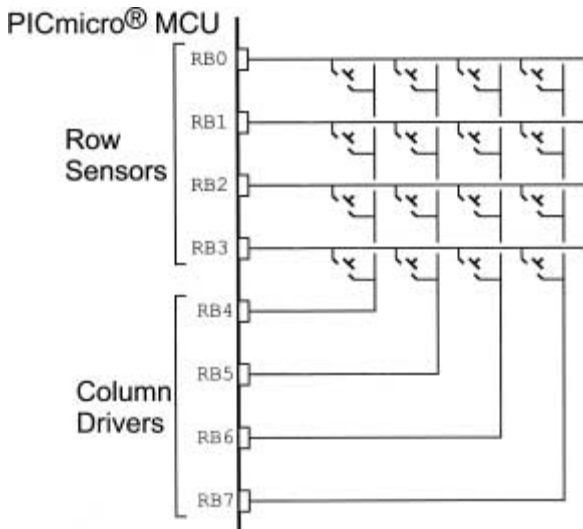 PICmicro® MCU
RB0
RB1
Row
Sensors
RB2
RB3
RB4
RB5
Column
Drivers
RB6
RB7